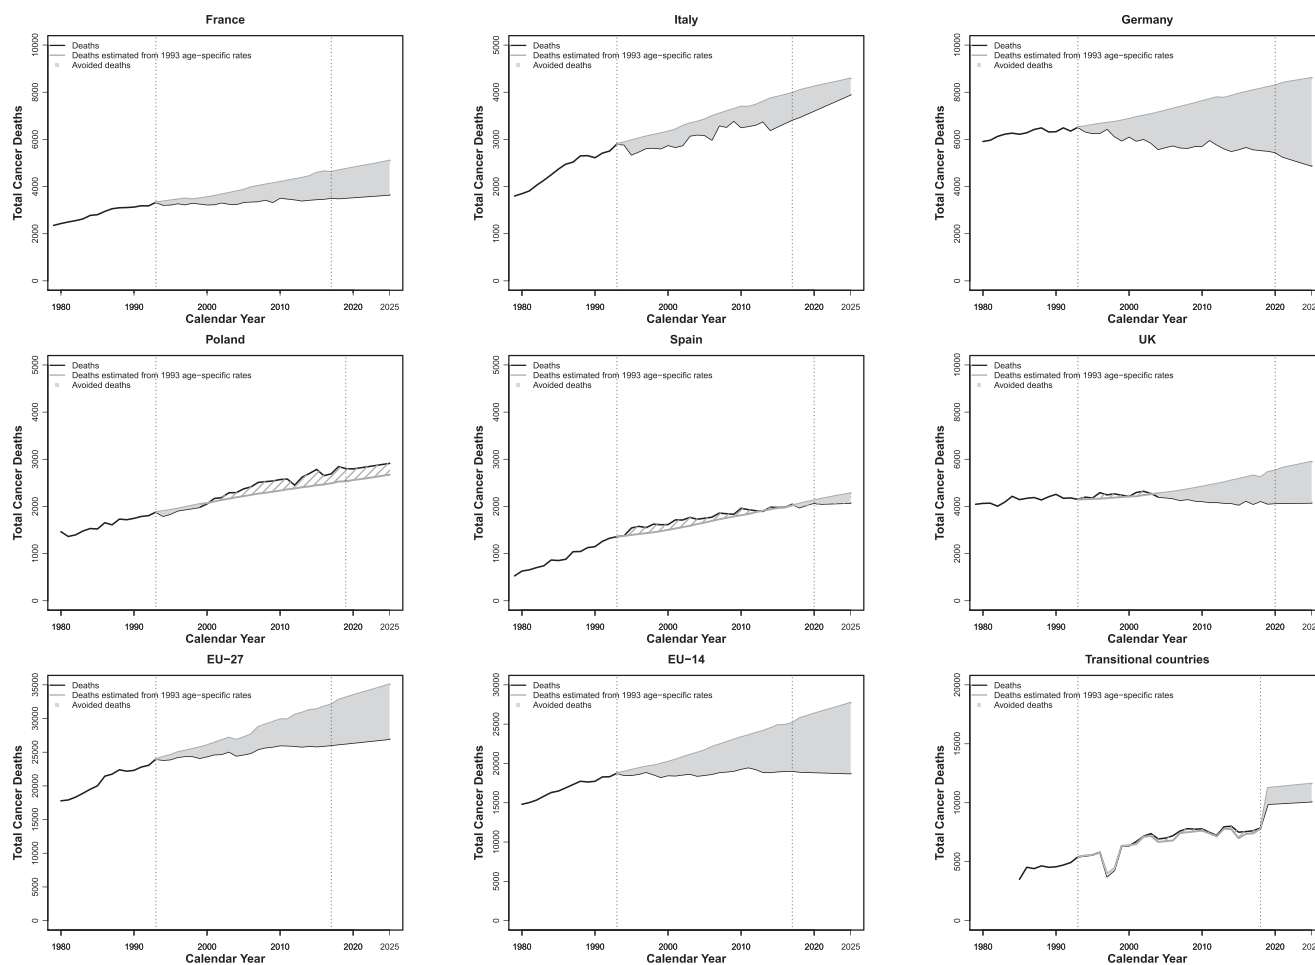 France
Total Cancer Deaths
10000
8000
6000
4000
2000
0
Deaths
Deaths estimated from 1993 age−specific rates
Avoided deaths
1980 1990 2000 2010 2020 2025
Calendar Year
Italy
Total Cancer Deaths
5000
4000
3000
2000
1000
0
Deaths
Deaths estimated from 1993 age−specific rates
Avoided deaths
1980 1990 2000 2010 2020 2025
Calendar Year
Germany
Total Cancer Deaths
10000
8000
6000
4000
2000
0
Deaths
Deaths estimated from 1993 age−specific rates
Avoided deaths
1980 1990 2000 2010 2020 202
Calendar Year
Poland
Total Cancer Deaths
5000
4000
3000
2000
1000
0
Deaths
Deaths estimated from 1993 age−specific rates
Avoided deaths
1980 1990 2000 2010 2020 2025
Calendar Year
Spain
Total Cancer Deaths
5000
4000
3000
2000
1000
0
Deaths
Deaths estimated from 1993 age−specific rates
Avoided deaths
1980 1990 2000 2010 2020 2025
Calendar Year
UK
Total Cancer Deaths
10000
8000
6000
4000
2000
0
Deaths
Deaths estimated from 1993 age−specific rates
Avoided deaths
1980 1990 2000 2010 2020 202
Calendar Year
EU−27
Total Cancer Deaths
35000
30000
25000
20000
15000
10000
5000
0
Deaths
Deaths estimated from 1993 age−specific rates
Avoided deaths
1980 1990 2000 2010 2020 2025
Calendar Year
EU−14
Total Cancer Deaths
30000
25000
20000
15000
10000
5000
0
Deaths
Deaths estimated from 1993 age−specific rates
Avoided deaths
1980 1990 2000 2010 2020 2025
Calendar Year
Transitional countries
Total Cancer Deaths
20000
15000
10000
5000
0
Deaths
Deaths estimated from 1993 age−specific rates
Avoided deaths
1980 1990 2000 2010 2020 202
Calendar Year